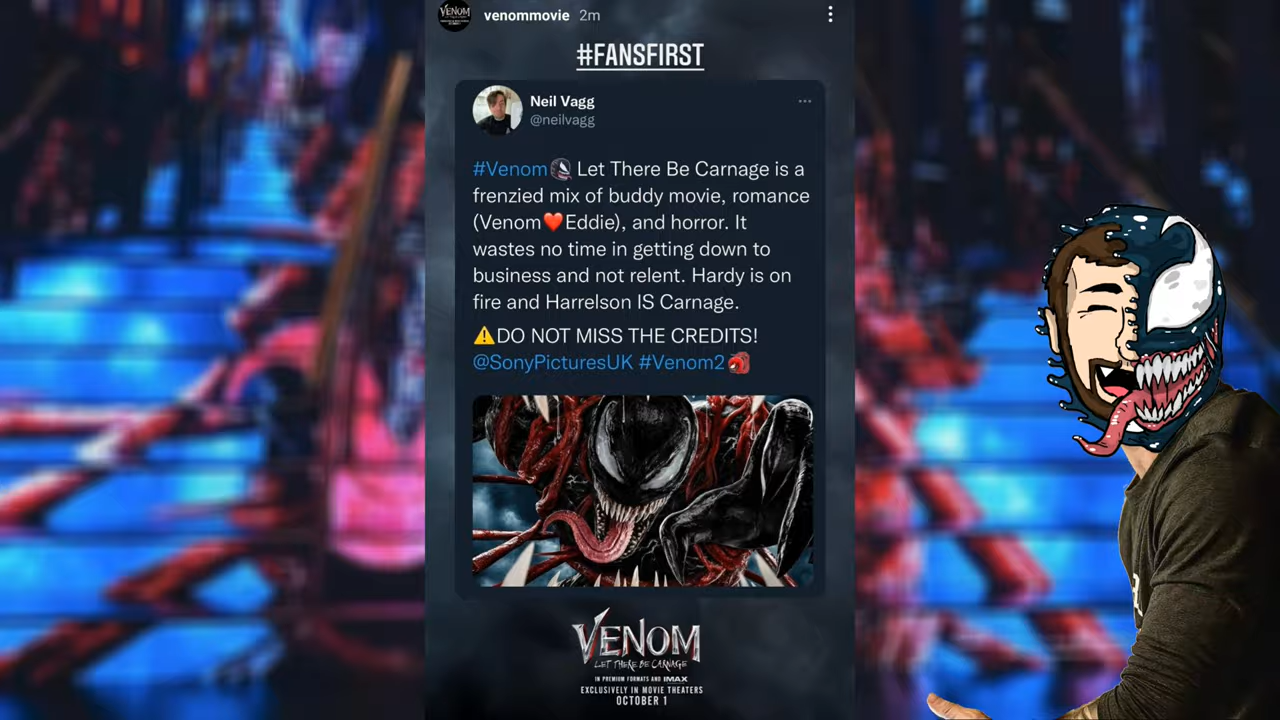 venommovie 2m
#FANSFIRST
Neil Vagg
@neilvagg
#Venom Let There Be Carnage is a
frenzied mix of buddy movie, romance
(Venom❤️Eddie), and horror. It
wastes no time in getting down to
business and not relent. Hardy is on
fire and Harrelson IS Carnage.
⚠️DO NOT MISS THE CREDITS!
@SonyPicturesUK #Venom2
VENOM
LET THERE BE CARNAGE
IN PREMIUM FORMATS AND IMAX
EXCLUSIVELY IN MOVIE THEATERS
OCTOBER 1